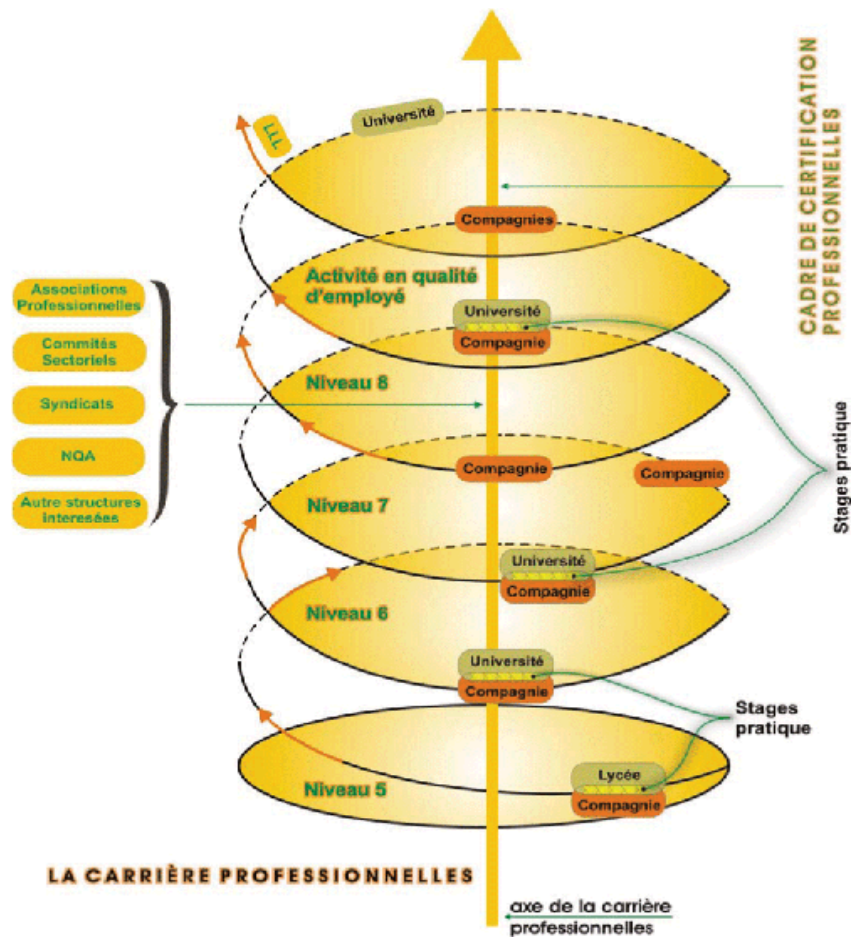 Université
LLL
CADRE DE CERTIFICATION
PROFESSIONNELLES
Compagnies
Activité en qualité
d'employé
Associations
Professionnelles
Commités
Sectoriels
Syndicats
NQA
Autre structures
interesées
Université
Compagnie
Niveau 8
Compagnie
Compagnie
Stages pratique
Niveau 7
Université
Compagnie
Niveau 6
Université
Compagnie
Stages
pratique
Lycée
Compagnie
Niveau 5
LA CARRIÈRE PROFESSIONNELLES
axe de la carrière
professionnelles